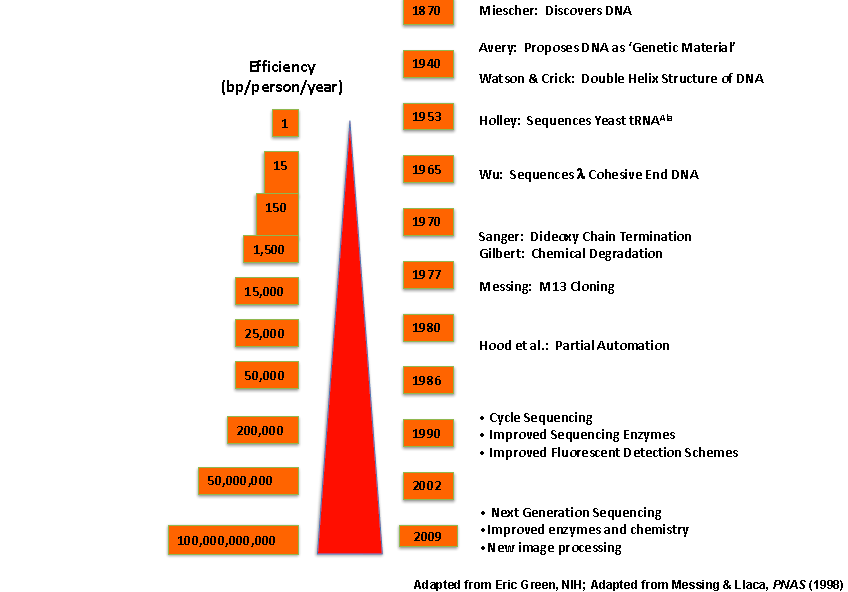 1870
Miescher: Discovers DNA
Avery: Proposes DNA as ‘Genetic Material’
1940
Efficiency
(bp/person/year)
Watson & Crick: Double Helix Structure of DNA
1
1953
Holley: Sequences Yeast tRNAᴬˡᵃ
15
1965
Wu: Sequences λ Cohesive End DNA
150
1970
Sanger: Dideoxy Chain Termination
1,500
Gilbert: Chemical Degradation
1977
15,000
Messing: M13 Cloning
25,000
1980
Hood et al.: Partial Automation
50,000
1986
• Cycle Sequencing
200,000
1990
• Improved Sequencing Enzymes
• Improved Fluorescent Detection Schemes
50,000,000
2002
• Next Generation Sequencing
•Improved enzymes and chemistry
100,000,000,000
2009
•New image processing
Adapted from Eric Green, NIH; Adapted from Messing & Llaca, PNAS (1998)